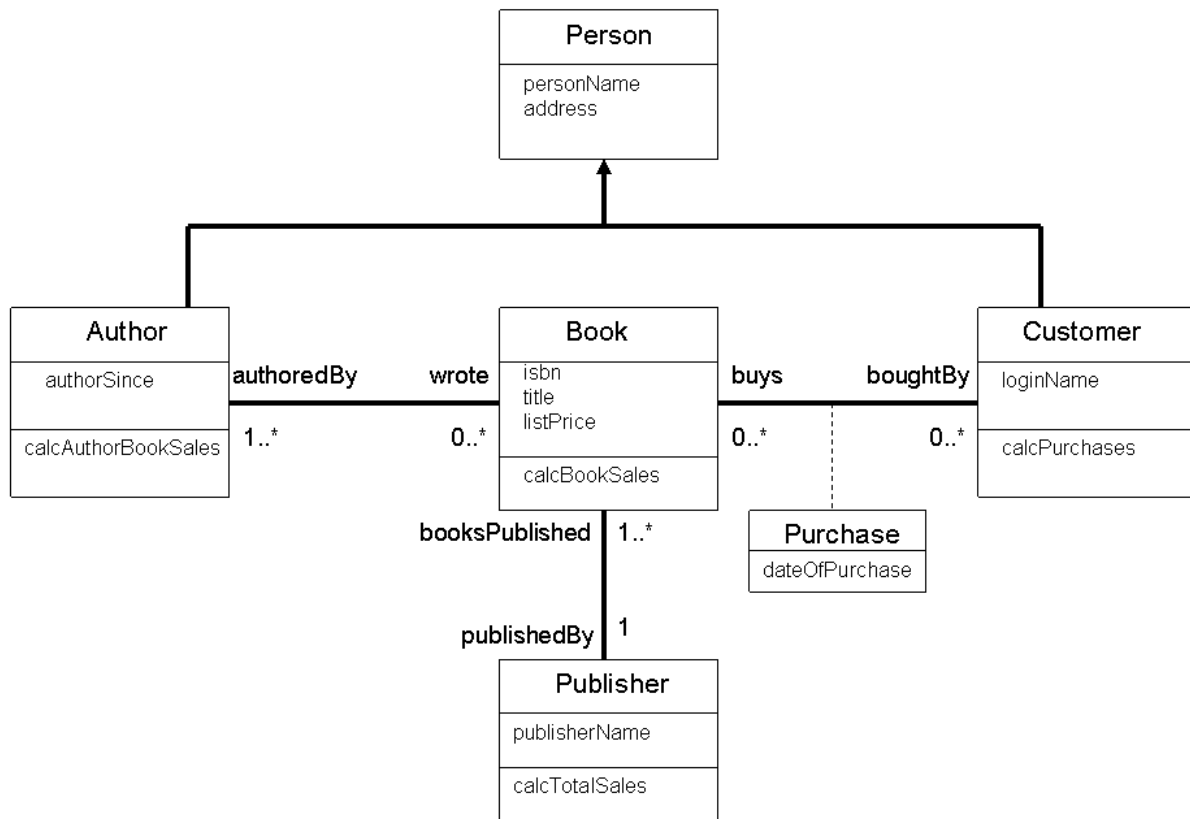 Person
personName
address
Author
authorSince
calcAuthorBookSales
authoredBy
wrote
1..*
0..*
Book
isbn
title
listPrice
calcBookSales
buys
boughtBy
0..*
0..*
Customer
loginName
calcPurchases
Purchase
dateOfPurchase
booksPublished
1..*
publishedBy
1
Publisher
publisherName
calcTotalSales